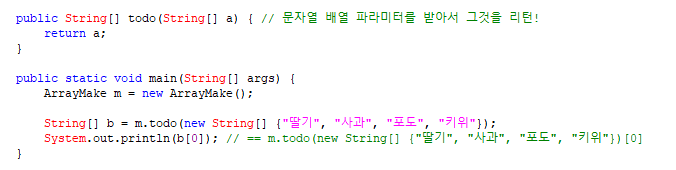 public String[] todo(String[] a) { // 문자열 배열 파라미터를 받아서 그것을 리턴!
    return a;
}
public static void main(String[] args) {
    ArrayMake m = new ArrayMake();
    String[] b = m.todo(new String[] {"딸기", "사과", "포도", "키위"});
    System.out.println(b[0]); // == m.todo(new String[] {"딸기", "사과", "포도", "키위"})[0]
}